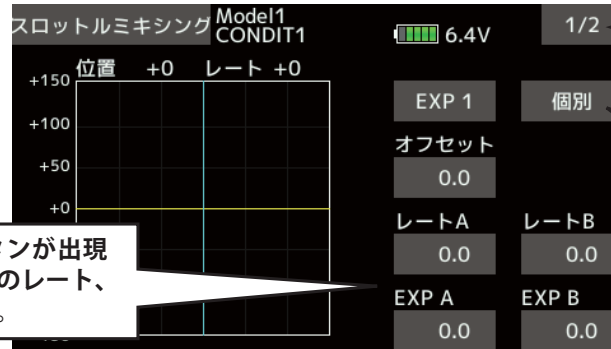 スロットルミキシング
Model1
CONDIT1
6.4V
1/2
位置 +0 レート +0
+150
+100
+50
+0
EXP 1
個別
オフセット
0.0
レートA
レートB
0.0
0.0
EXP A
EXP B
0.0
0.0
タンが出現
のレート、
。